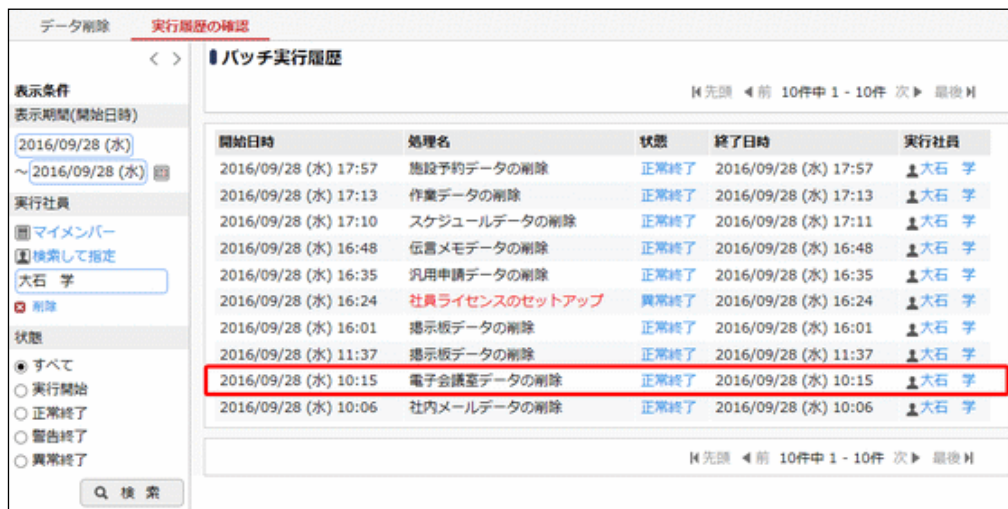 データ削除 実行履歴の確認
< >
表示条件
表示期間(開始日時)
2016/09/28 (水)
～2016/09/28 (水)
実行社員
マイメンバー
検索して指定
大石 学
削除
状態
すべて
実行開始
正常終了
警告終了
異常終了
検 索
バッチ実行履歴
先頭 前 10件中 1 - 10件 次 最後
開始日時 処理名 状態 終了日時 実行社員
2016/09/28 (水) 17:57 施設予約データの削除 正常終了 2016/09/28 (水) 17:57 大石 学
2016/09/28 (水) 17:13 作業データの削除 正常終了 2016/09/28 (水) 17:13 大石 学
2016/09/28 (水) 17:10 スケジュールデータの削除 正常終了 2016/09/28 (水) 17:11 大石 学
2016/09/28 (水) 16:48 伝言メモデータの削除 正常終了 2016/09/28 (水) 16:48 大石 学
2016/09/28 (水) 16:35 汎用申請データの削除 正常終了 2016/09/28 (水) 16:35 大石 学
2016/09/28 (水) 16:24 社員ライセンスのセットアップ 異常終了 2016/09/28 (水) 16:24 大石 学
2016/09/28 (水) 16:01 掲示板データの削除 正常終了 2016/09/28 (水) 16:01 大石 学
2016/09/28 (水) 11:37 掲示板データの削除 正常終了 2016/09/28 (水) 11:37 大石 学
2016/09/28 (水) 10:15 電子会議室データの削除 正常終了 2016/09/28 (水) 10:15 大石 学
2016/09/28 (水) 10:06 社内メールデータの削除 正常終了 2016/09/28 (水) 10:06 大石 学
先頭 前 10件中 1 - 10件 次 最後